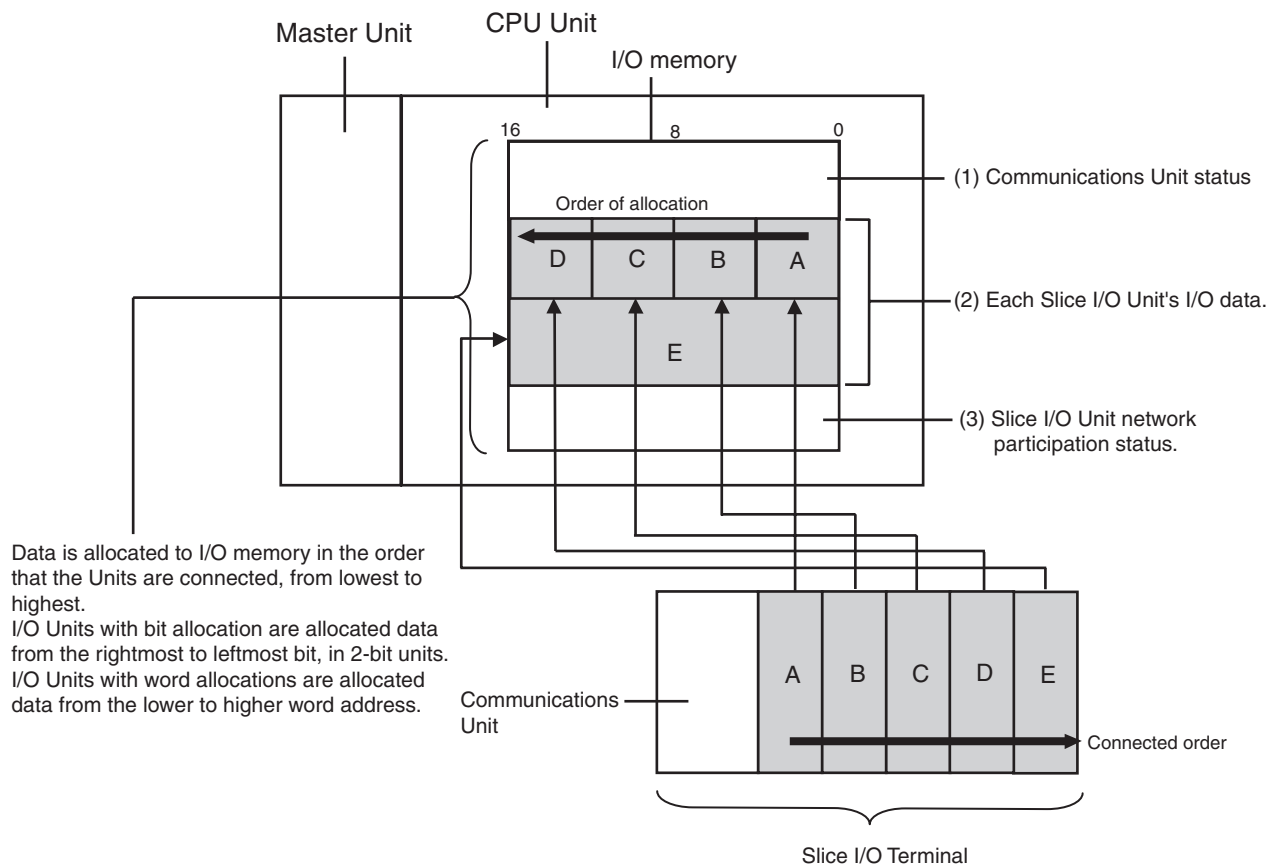 Master Unit
CPU Unit
I/O memory
16
8
0
(1) Communications Unit status
Order of allocation
D
C
B
A
(2) Each Slice I/O Unit's I/O data.
E
(3) Slice I/O Unit network
participation status.
Data is allocated to I/O memory in the order
that the Units are connected, from lowest to
highest.
I/O Units with bit allocation are allocated data
from the rightmost to leftmost bit, in 2-bit units.
I/O Units with word allocations are allocated
data from the lower to higher word address.
Communications
Unit
A
B
C
D
E
Connected order
Slice I/O Terminal